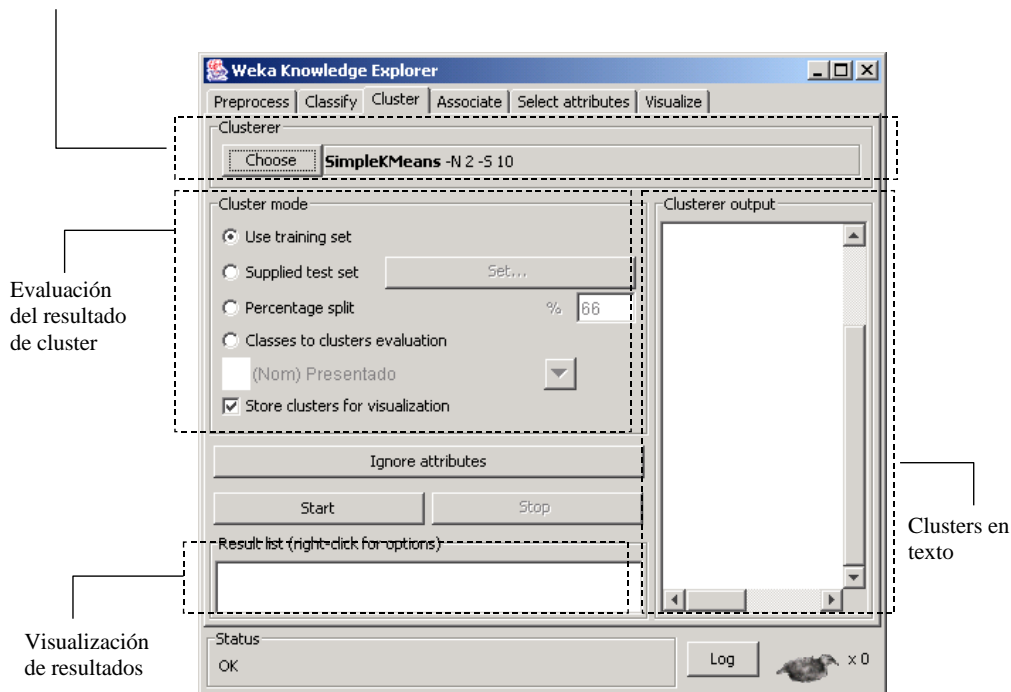 Weka Knowledge Explorer
Preprocess Classify Cluster Associate Select attributes Visualize
Clusterer
Choose SimpleKMeans -N 2 -S 10
Cluster mode
Use training set
Supplied test set Set...
Percentage split % 66
Classes to clusters evaluation
(Nom) Presentado
Store clusters for visualization
Ignore attributes
Start Stop
Result list (right-click for options)
Clusterer output
Status
OK
Log x 0
Evaluación
del resultado
de cluster
Visualización
de resultados
Clusters en
texto